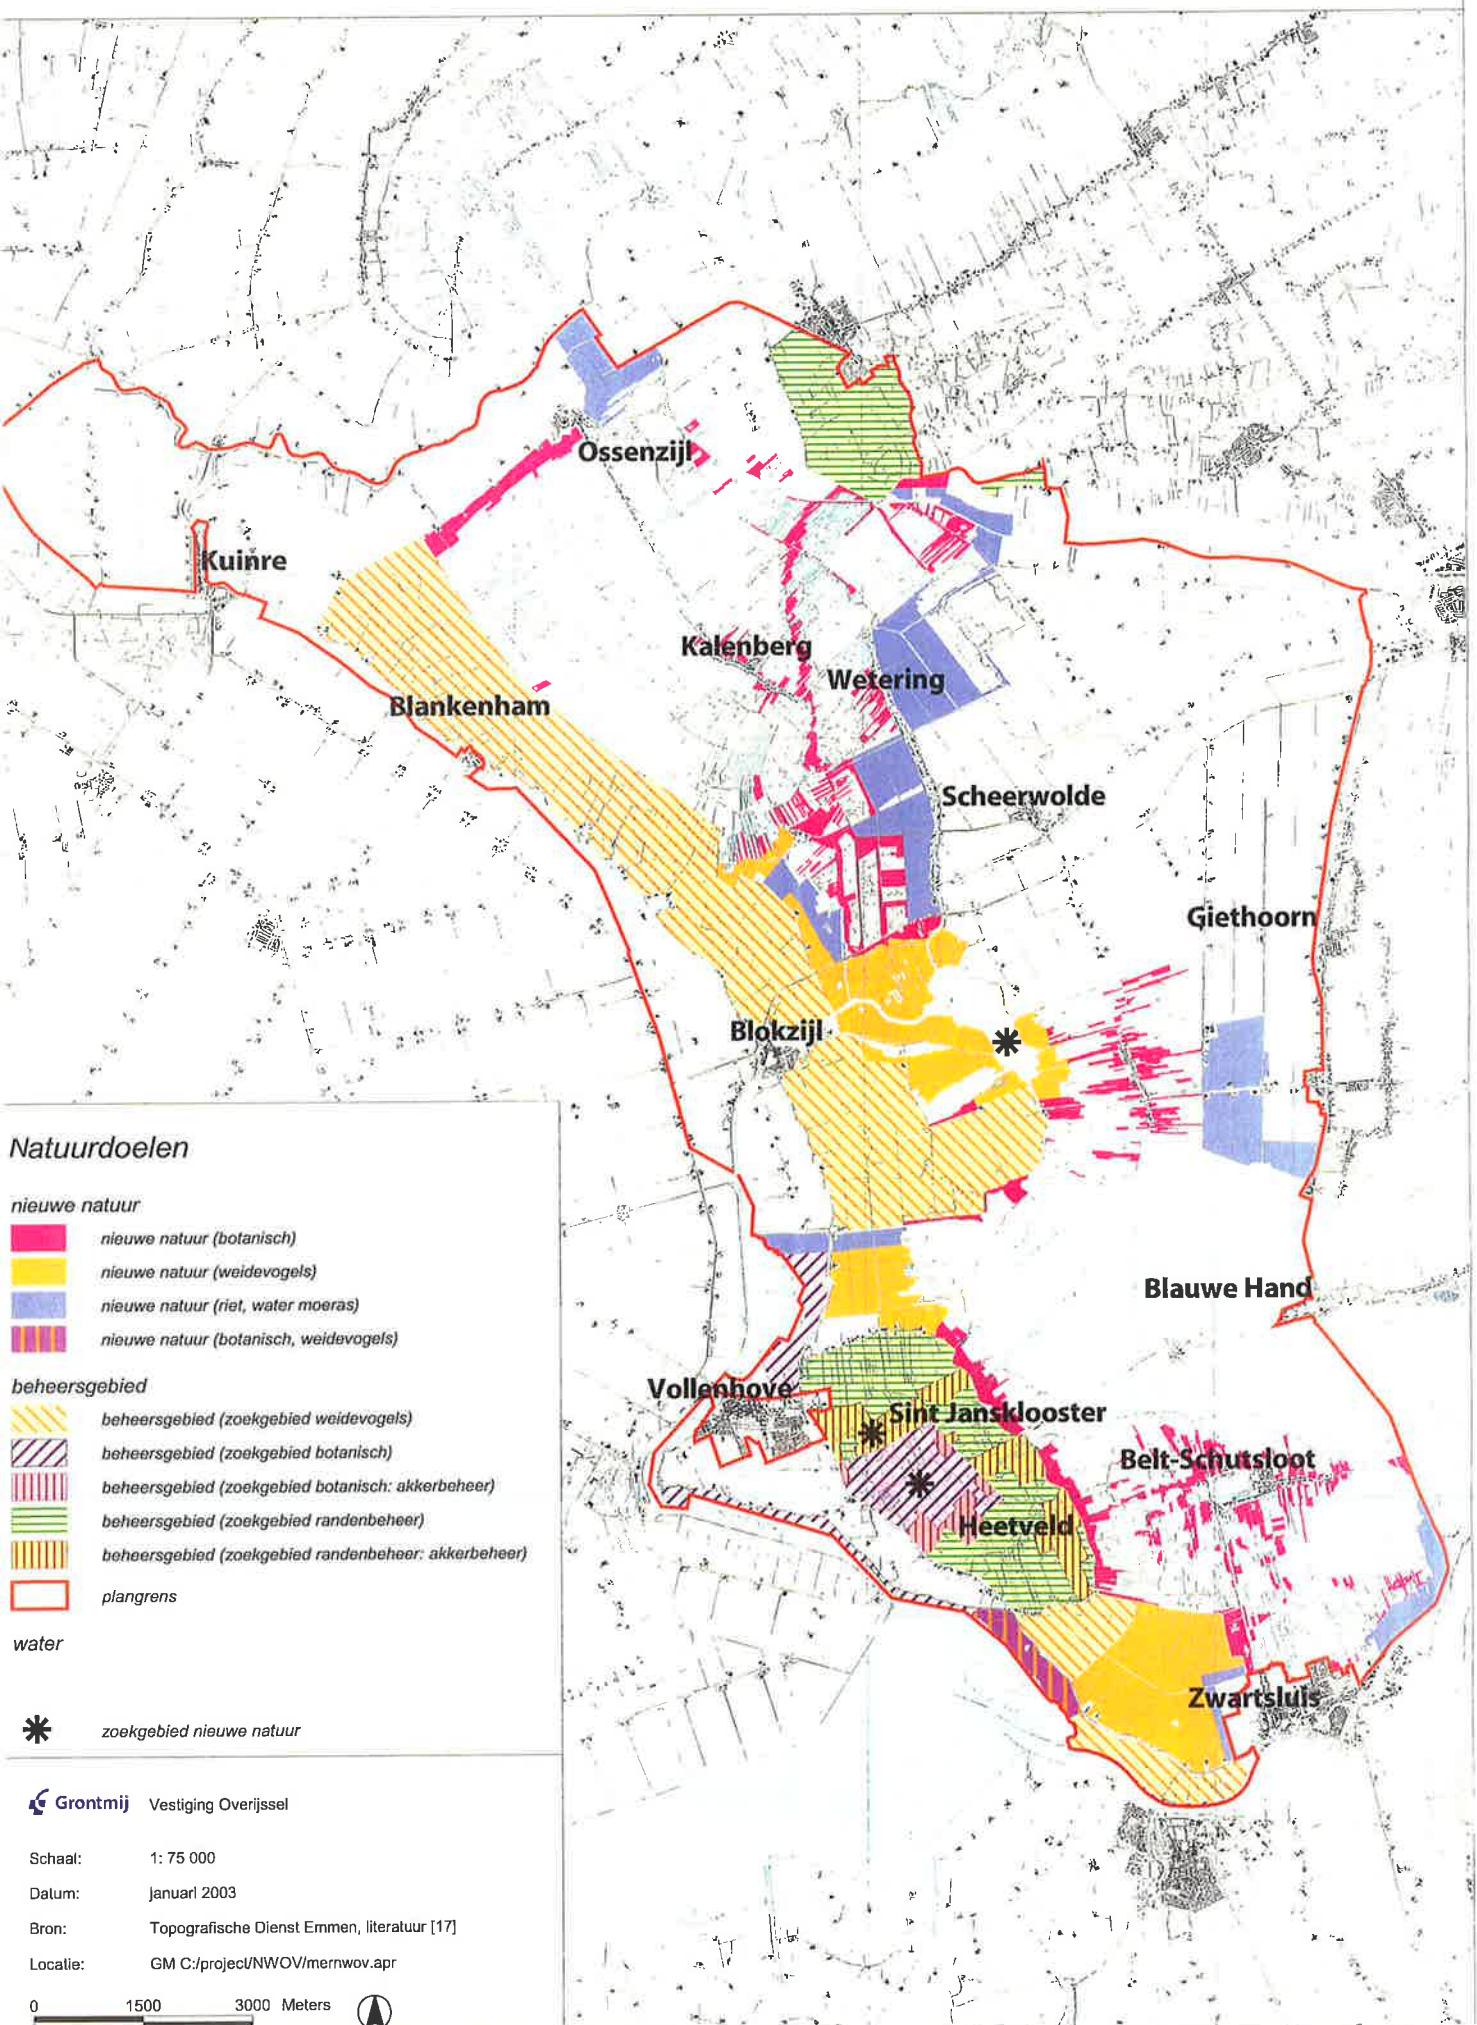 Ossenzijl
Kuinre
Kalenberg
Wetering
Blankenham
Scheerwolde
Giethoorn
Blokzijl
Blauwe Hand
Vollenhove
Sint Jansklooster
Belt-Schutsloot
Heetveld
Zwartsluis
Natuurdoelen
nieuwe natuur
nieuwe natuur (botanisch)
nieuwe natuur (weidevogels)
nieuwe natuur (riet, water moeras)
nieuwe natuur (botanisch, weidevogels)
beheersgebied
beheersgebied (zoekgebied weidevogels)
beheersgebied (zoekgebied botanisch)
beheersgebied (zoekgebied botanisch: akkerbeheer)
beheersgebied (zoekgebied randenbeheer)
beheersgebied (zoekgebied randenbeheer: akkerbeheer)
plangrens
water
zoekgebied nieuwe natuur
Grontmij Vestiging Overijssel
Schaal: 1: 75 000
Datum: januari 2003
Bron: Topografische Dienst Emmen, literatuur [17]
Locatie: GM C:/project/NWOV/mernwov.apr
0 1500 3000 Meters